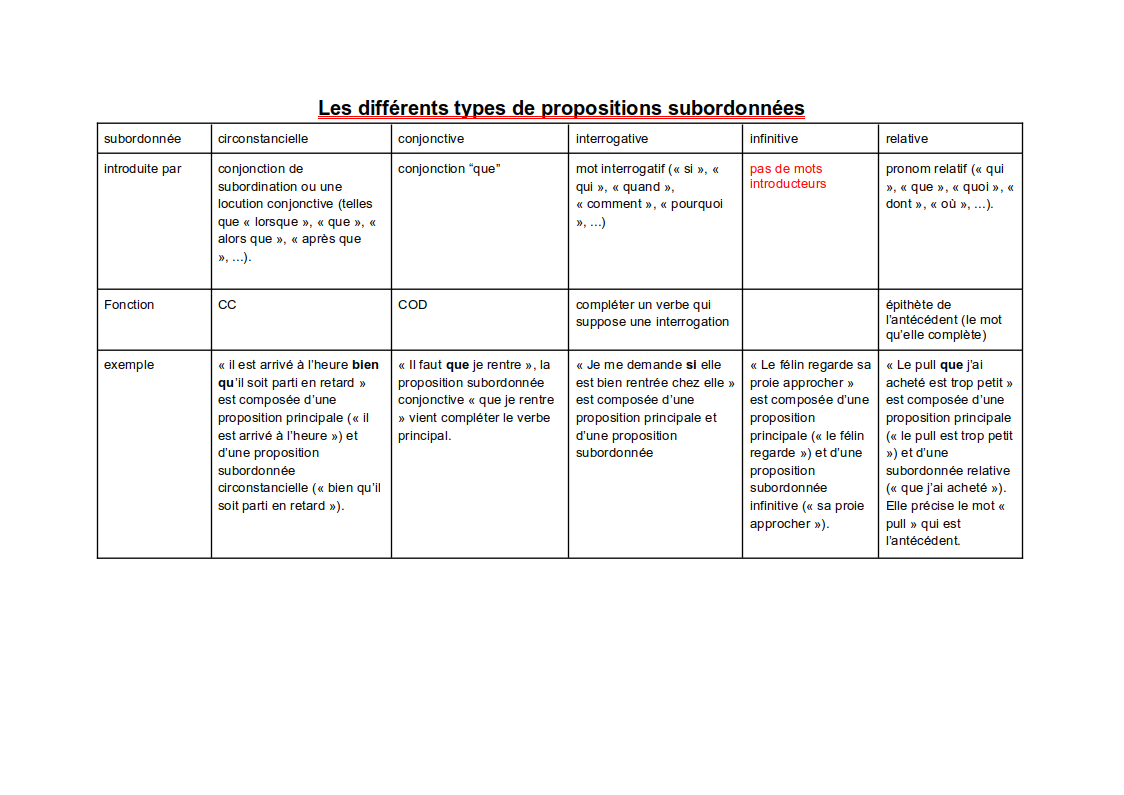 Les différents types de propositions subordonnées
subordonnée
circonstancielle
conjonctive
interrogative
infinitive
relative
introduite par
conjonction de
subordination ou une
locution conjonctive (telles
que « lorsque », « que », «
alors que », « après que
», ...).
conjonction “que”
mot interrogatif (« si », «
qui », « quand »,
« comment », « pourquoi
», ...)
pas de mots
introducteurs
pronom relatif (« qui
», « que », « quoi », «
dont », « où », ...).
Fonction
CC
COD
compléter un verbe qui
suppose une interrogation
épithète de
l’antécédent (le mot
qu’elle complète)
exemple
« il est arrivé à l’heure bien
qu’il soit parti en retard »
est composée d’une
proposition principale (« il
est arrivé à l’heure ») et
d’une proposition
subordonnée
circonstancielle (« bien qu’il
soit parti en retard »).
« Il faut que je rentre », la
proposition subordonnée
conjonctive « que je rentre
» vient compléter le verbe
principal.
« Je me demande si elle
est bien rentrée chez elle »
est composée d’une
proposition principale et
d’une proposition
subordonnée
« Le félin regarde sa
proie approcher »
est composée d’une
proposition
principale (« le félin
regarde ») et d’une
proposition
subordonnée
infinitive (« sa proie
approcher »).
« Le pull que j’ai
acheté est trop petit »
est composée d’une
proposition principale
(« le pull est trop petit
») et d’une
subordonnée relative
(« que j’ai acheté »).
Elle précise le mot «
pull » qui est
l’antécédent.